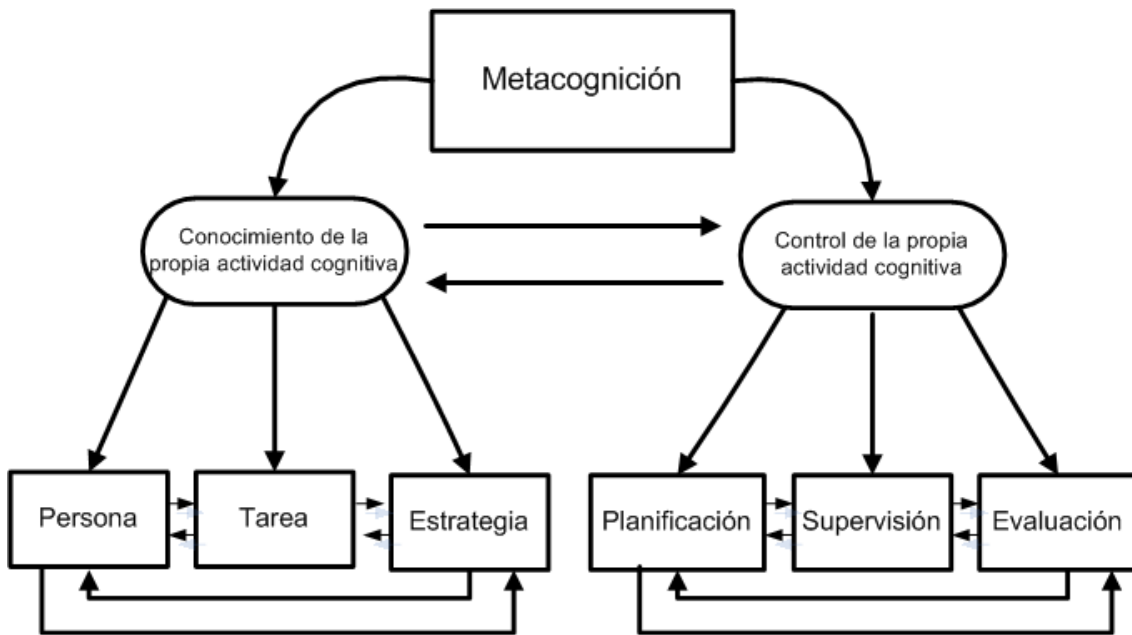 Metacognición
Conocimiento de la
propia actividad cognitiva
Control de la propia
actividad cognitiva
Persona
Tarea
Estrategia
Planificación
Supervisión
Evaluación